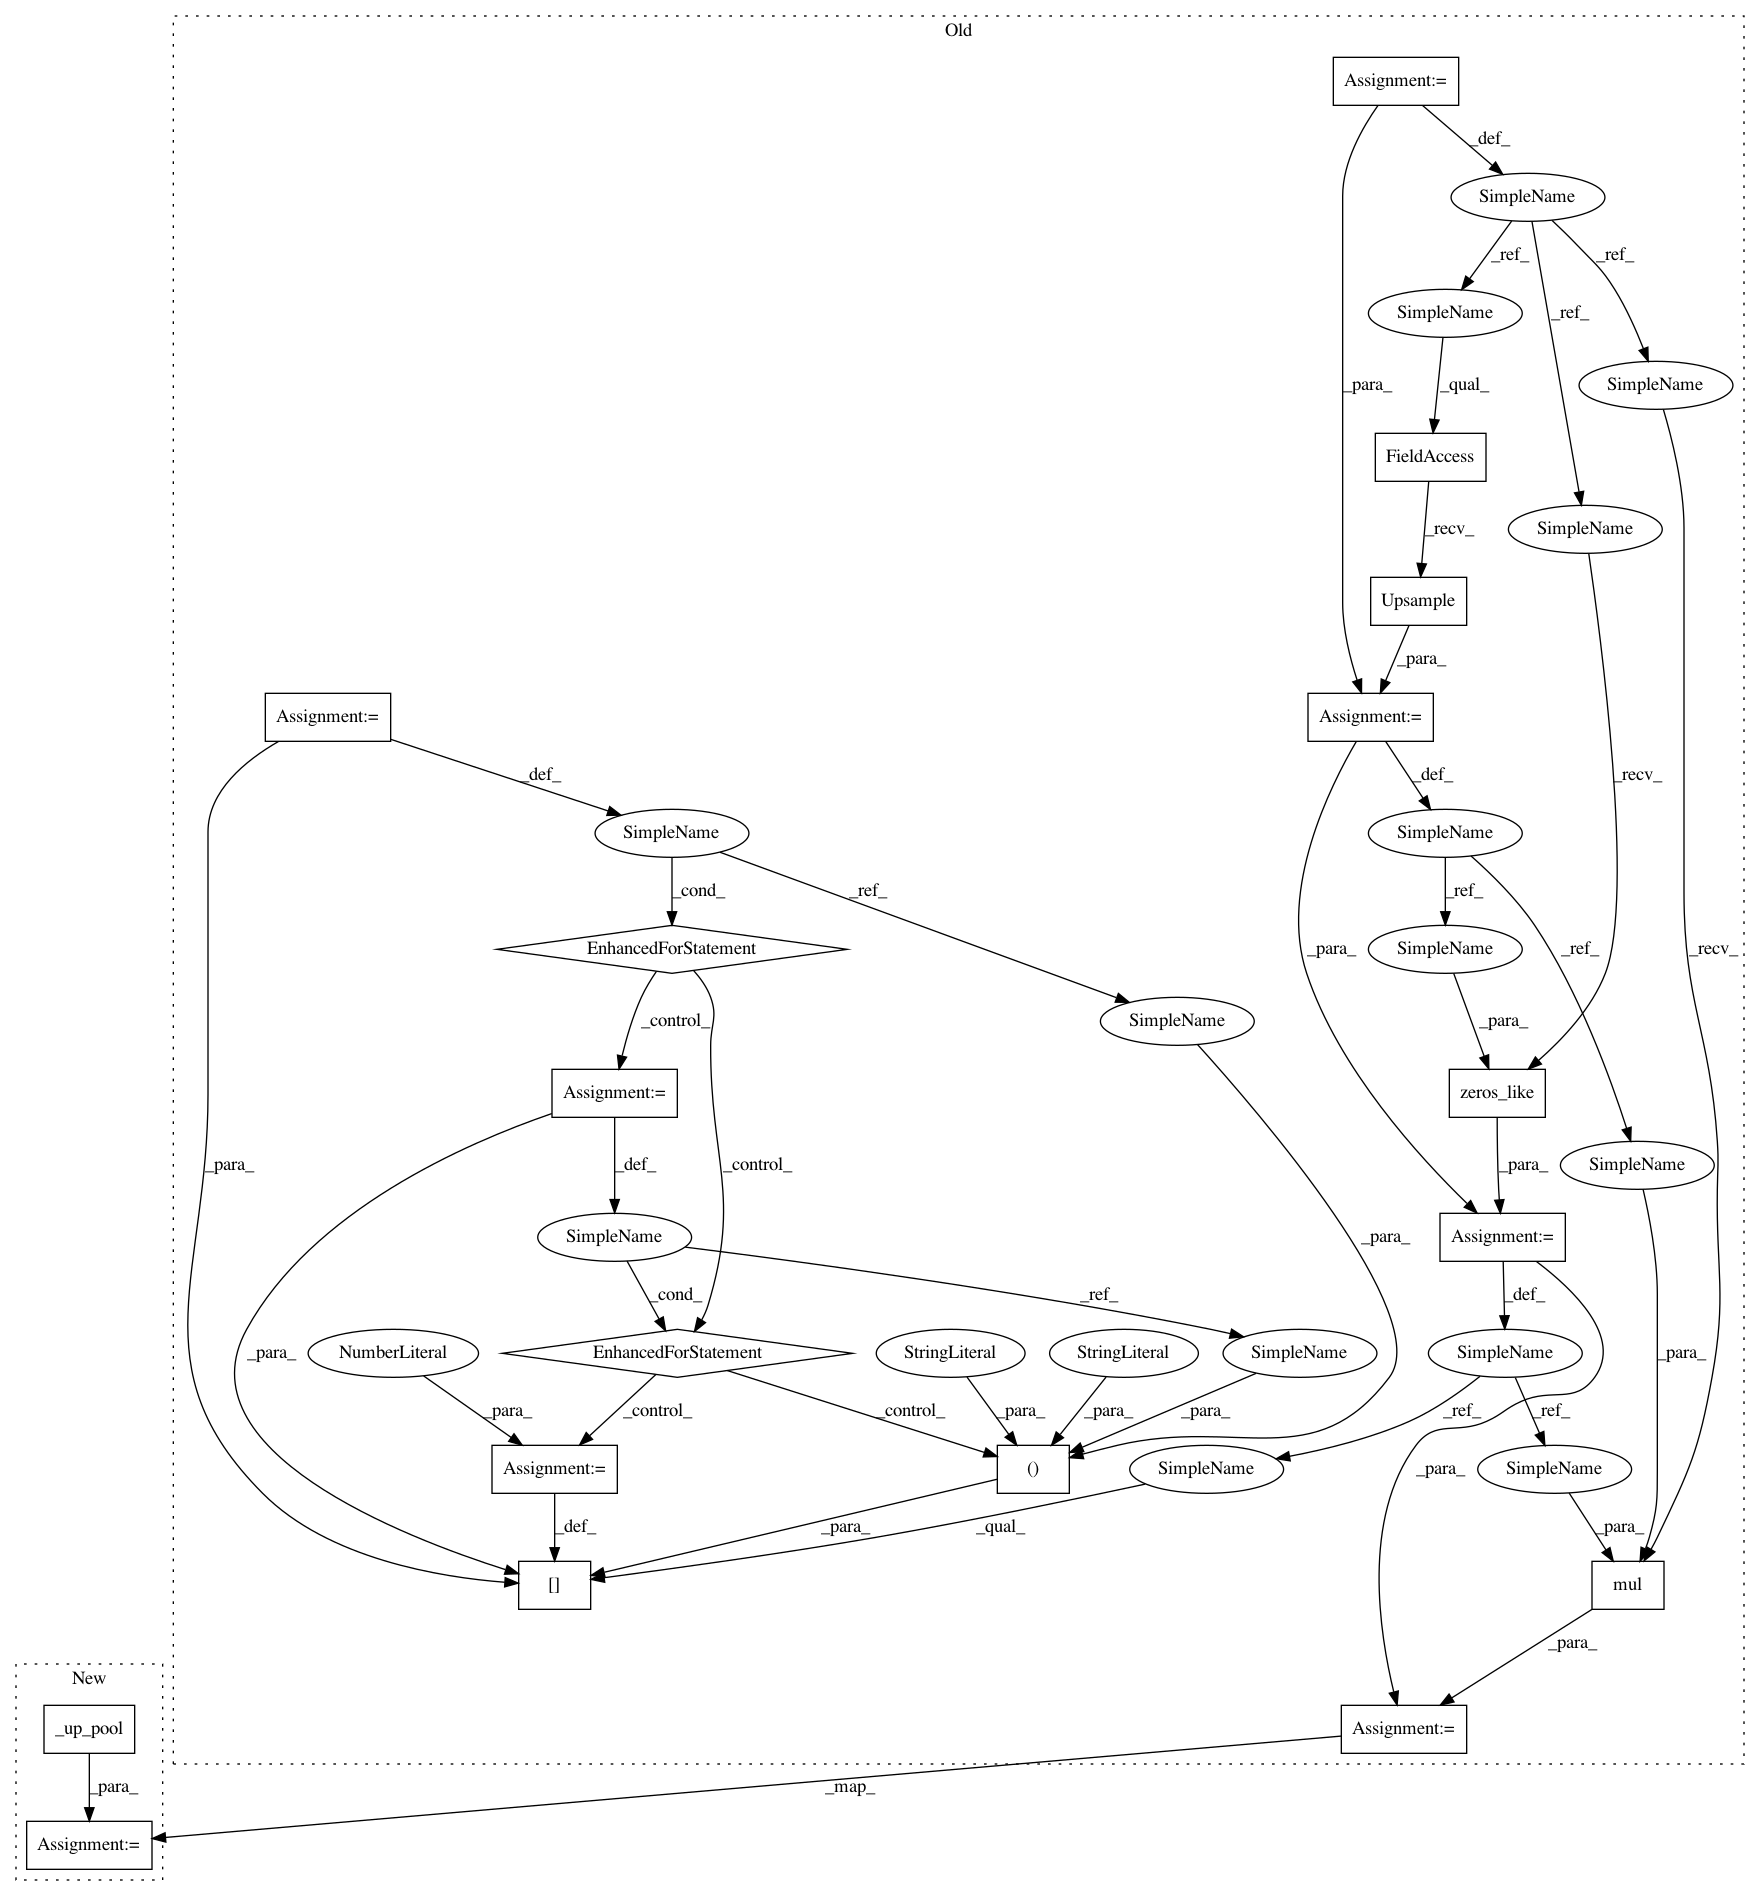 Old
Assignment:=
_def_
SimpleName
_ref_
_ref_
SimpleName
_ref_
_para_
_qual_
SimpleName
FieldAccess
_recv_
SimpleName
Upsample
_para_
Assignment:=
Assignment:=
_def_
_def_
_recv_
SimpleName
SimpleName
_cond_
_ref_
_ref_
EnhancedForStatement
_para_
SimpleName
_ref_
_recv_
_control_
SimpleName
_para_
Assignment:=
zeros_like
_para_
_def_
_control_
_para_
SimpleName
SimpleName
_para_
Assignment:=
_cond_
_ref_
_def_
NumberLiteral
_para_
EnhancedForStatement
StringLiteral
StringLiteral
SimpleName
SimpleName
_para_
_para_
_control_
_control_
_para_
_para_
_para_
_ref_
_ref_
Assignment:=
()
SimpleName
_para_
SimpleName
_def_
_para_
_qual_
_para_
[]
mul
_para_
New
_up_pool
Assignment:=
_para_
_map_
Assignment:=